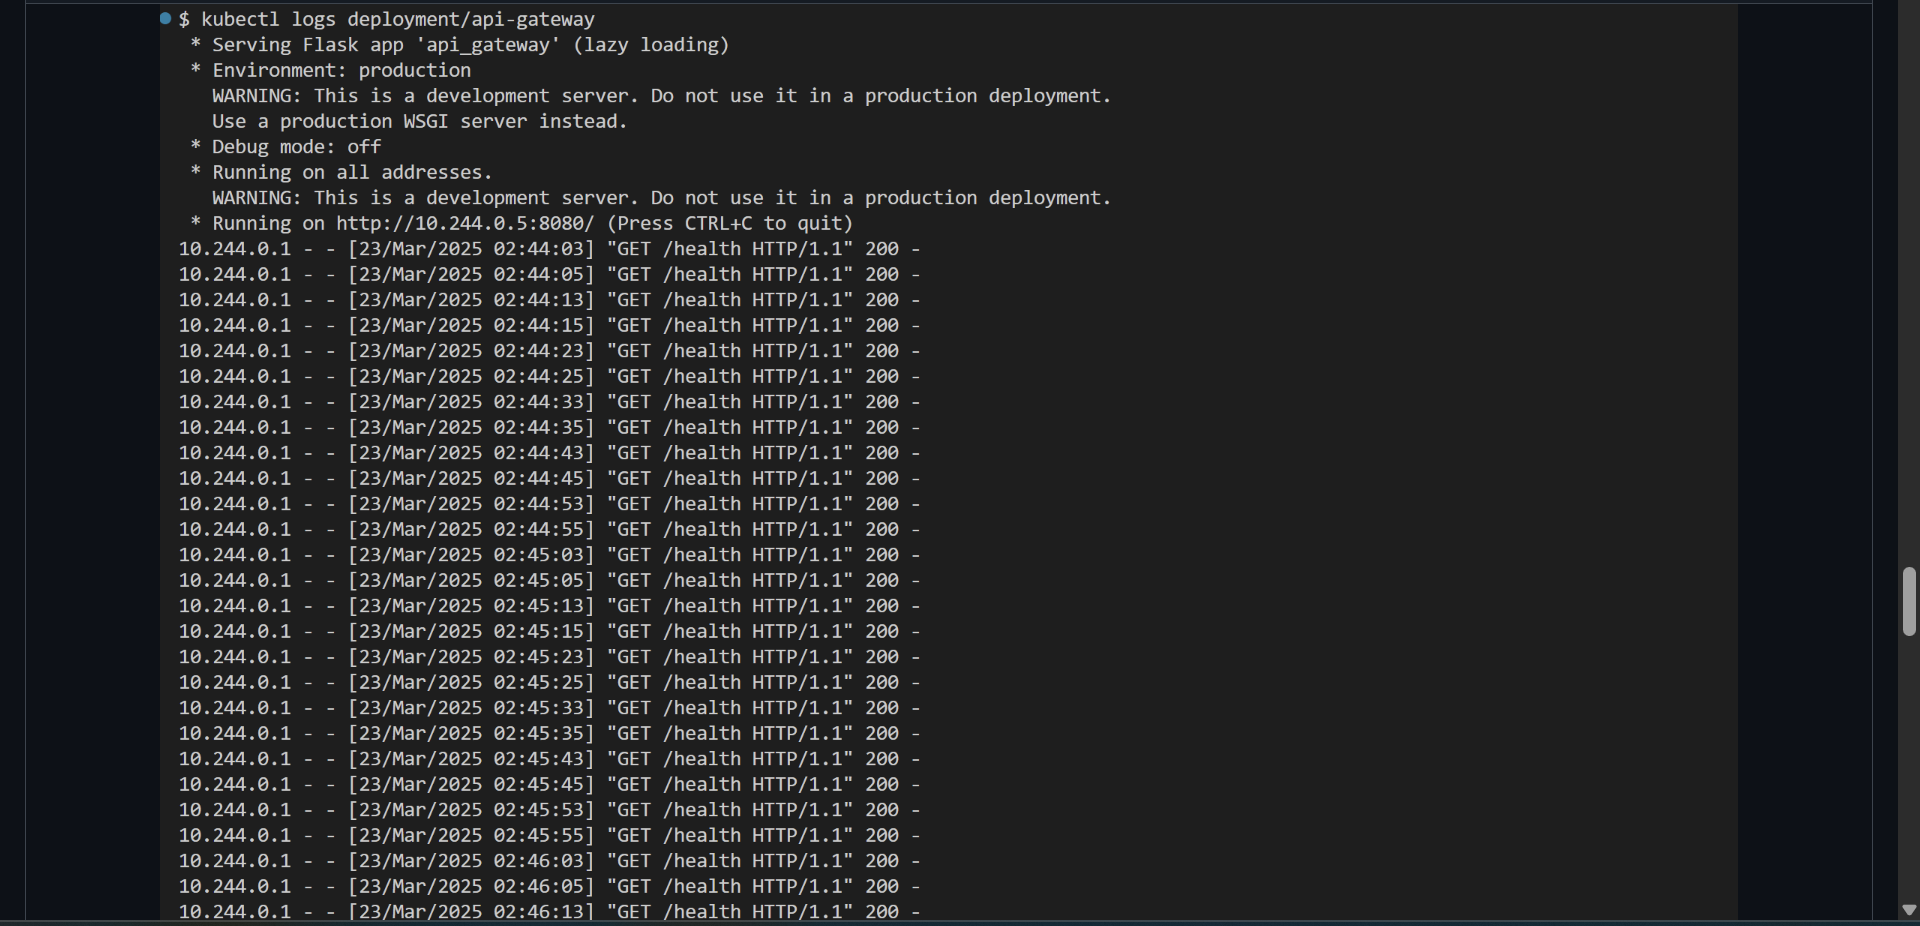 $ kubectl logs deployment/api-gateway
* Serving Flask app 'api_gateway' (lazy loading)
* Environment: production
WARNING: This is a development server. Do not use it in a production deployment.
Use a production WSGI server instead.
* Debug mode: off
* Running on all addresses.
WARNING: This is a development server. Do not use it in a production deployment.
* Running on http://10.244.0.5:8080/ (Press CTRL+C to quit)
10.244.0.1 - - [23/Mar/2025 02:44:03] "GET /health HTTP/1.1" 200 -
10.244.0.1 - - [23/Mar/2025 02:44:05] "GET /health HTTP/1.1" 200 -
10.244.0.1 - - [23/Mar/2025 02:44:13] "GET /health HTTP/1.1" 200 -
10.244.0.1 - - [23/Mar/2025 02:44:15] "GET /health HTTP/1.1" 200 -
10.244.0.1 - - [23/Mar/2025 02:44:23] "GET /health HTTP/1.1" 200 -
10.244.0.1 - - [23/Mar/2025 02:44:25] "GET /health HTTP/1.1" 200 -
10.244.0.1 - - [23/Mar/2025 02:44:33] "GET /health HTTP/1.1" 200 -
10.244.0.1 - - [23/Mar/2025 02:44:35] "GET /health HTTP/1.1" 200 -
10.244.0.1 - - [23/Mar/2025 02:44:43] "GET /health HTTP/1.1" 200 -
10.244.0.1 - - [23/Mar/2025 02:44:45] "GET /health HTTP/1.1" 200 -
10.244.0.1 - - [23/Mar/2025 02:44:53] "GET /health HTTP/1.1" 200 -
10.244.0.1 - - [23/Mar/2025 02:44:55] "GET /health HTTP/1.1" 200 -
10.244.0.1 - - [23/Mar/2025 02:45:03] "GET /health HTTP/1.1" 200 -
10.244.0.1 - - [23/Mar/2025 02:45:05] "GET /health HTTP/1.1" 200 -
10.244.0.1 - - [23/Mar/2025 02:45:13] "GET /health HTTP/1.1" 200 -
10.244.0.1 - - [23/Mar/2025 02:45:15] "GET /health HTTP/1.1" 200 -
10.244.0.1 - - [23/Mar/2025 02:45:23] "GET /health HTTP/1.1" 200 -
10.244.0.1 - - [23/Mar/2025 02:45:25] "GET /health HTTP/1.1" 200 -
10.244.0.1 - - [23/Mar/2025 02:45:33] "GET /health HTTP/1.1" 200 -
10.244.0.1 - - [23/Mar/2025 02:45:35] "GET /health HTTP/1.1" 200 -
10.244.0.1 - - [23/Mar/2025 02:45:43] "GET /health HTTP/1.1" 200 -
10.244.0.1 - - [23/Mar/2025 02:45:45] "GET /health HTTP/1.1" 200 -
10.244.0.1 - - [23/Mar/2025 02:45:53] "GET /health HTTP/1.1" 200 -
10.244.0.1 - - [23/Mar/2025 02:45:55] "GET /health HTTP/1.1" 200 -
10.244.0.1 - - [23/Mar/2025 02:46:03] "GET /health HTTP/1.1" 200 -
10.244.0.1 - - [23/Mar/2025 02:46:05] "GET /health HTTP/1.1" 200 -
10.244.0.1 - - [23/Mar/2025 02:46:13] "GET /health HTTP/1.1" 200 -